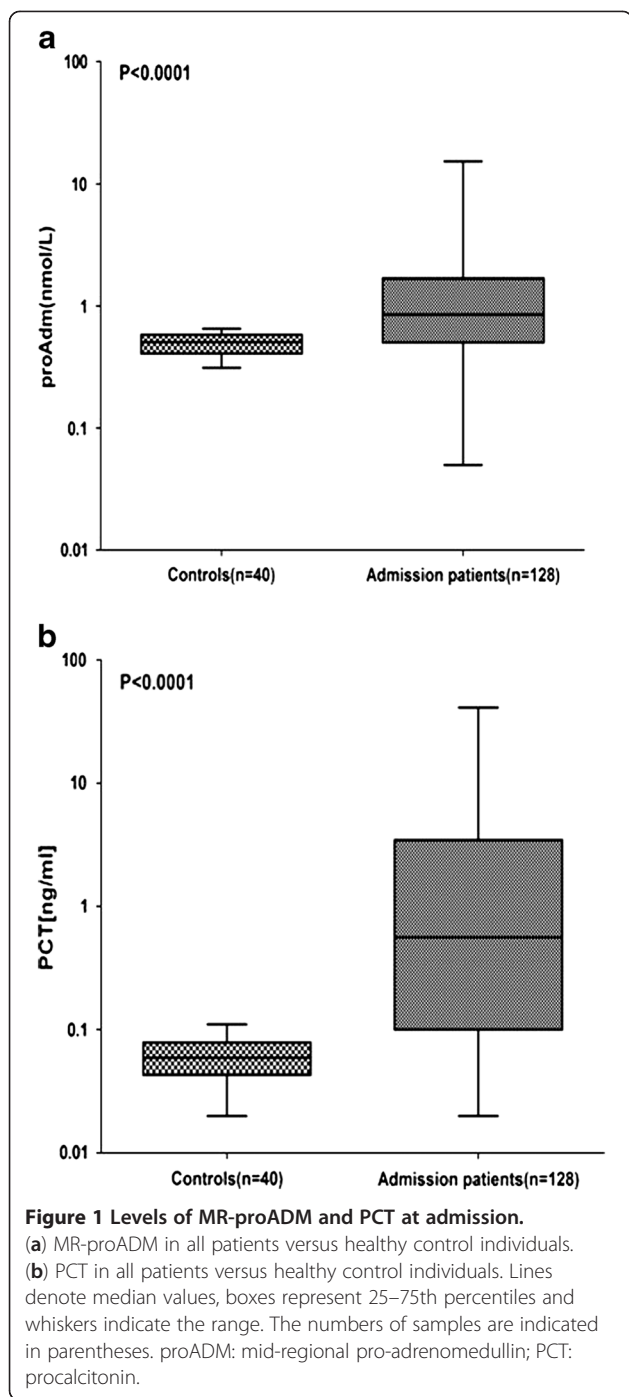 a
100
P<0.0001
10
1
0.1
0.01
proAdm(nmol/L)
Controls(n=40) Admission patients(n=128)
b
100
P<0.0001
10
1
0.1
0.01
PCT[ng/ml]
Controls(n=40) Admission patients(n=128)
Figure 1 Levels of MR-proADM and PCT at admission.
(a) MR-proADM in all patients versus healthy control individuals.
(b) PCT in all patients versus healthy control individuals. Lines
denote median values, boxes represent 25–75th percentiles and
whiskers indicate the range. The numbers of samples are indicated
in parentheses. proADM: mid-regional pro-adrenomedullin; PCT:
procalcitonin.